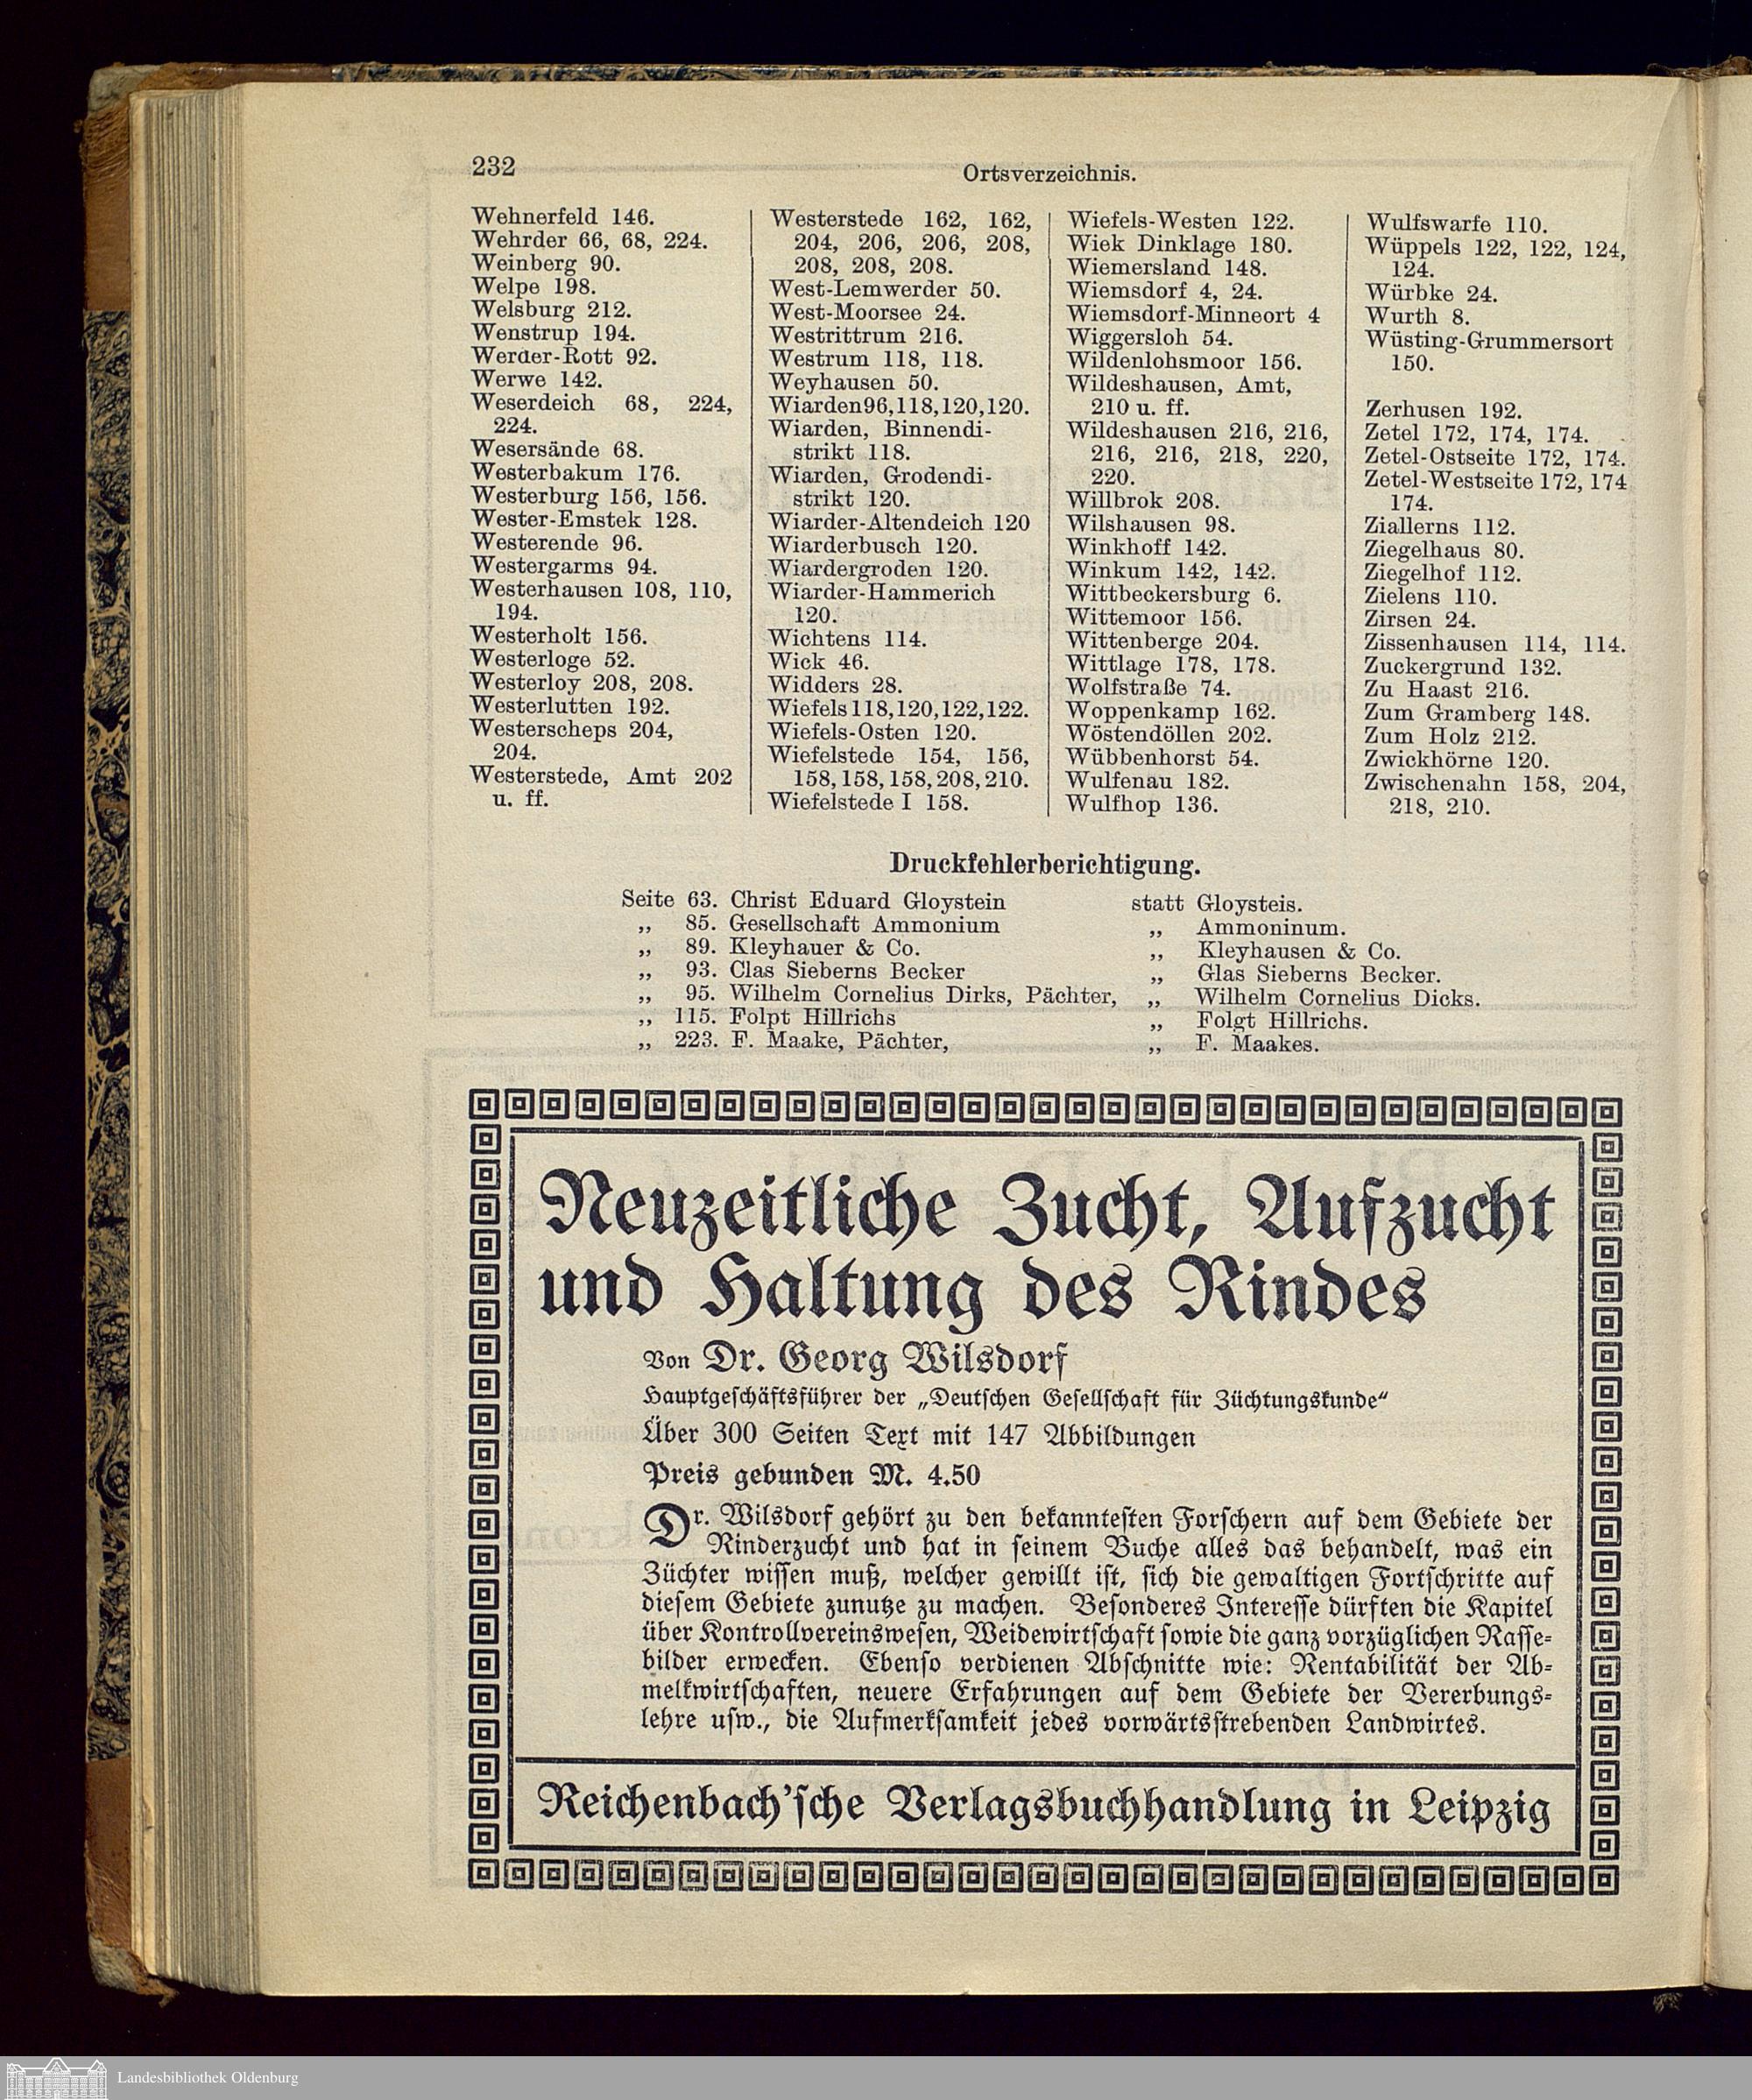 232
Ortsverzeichnis.
Wehnerfeld 146.
Wehrder 66, 68, 224.
Weinberg 90.
Welpe 198.
Welsburg 212.
Wenstrup 194.
Werder-Rott 92.
Werwe 142.
Weserdeich 68, 224,
224.
Wesersände 68.
Westerbakum 176.
Westerburg 156, 156.
Wester-Emstek 128.
Westerende 96.
Westergarms 94.
Westerhausen 108, 110,
194.
Westerholt 156.
Westerloge 52.
Westerloy 208, 208.
Westerlutten 192.
Westerscheps 204,
204.
Westerstede, Amt 202
u. ff.
Westerstede 162, 162,
204, 206, 206, 208,
208, 208, 208.
West-Lemwerder 50.
West-Moorsee 24.
Westrittrum 216.
Westrum 118, 118.
Weyhausen 50.
Wiarden 96, 118, 120, 120.
Wiarden, Binnendi-
strikt 118.
Wiarden, Grodendi-
strikt 120.
Wiarder-Altendeich 120
Wiarderbusch 120.
Wiardergroden 120.
Wiarder-Hammerich
120.
Wichtens 114.
Wick 46.
Widders 28.
Wiefels 118, 120, 122, 122.
Wiefels-Osten 120.
Wiefelstede 154, 156,
158, 158, 158, 208, 210.
Wiefelstede I 158.
Wiefels-Westen 122.
Wiek Dinklage 180.
Wiemersland 148.
Wiemsdorf 4, 24.
Wiemsdorf-Minneort 4
Wiggersloh 54.
Wildenlohsmoor 156.
Wildeshausen, Amt,
210 u. ff.
Wildeshausen 216, 216,
216, 216, 218, 220,
220.
Willbrok 208.
Wilshausen 98.
Winkhoff 142.
Winkum 142, 142.
Wittbeckersburg 6.
Wittemoor 156.
Wittenberge 204.
Wittlage 178, 178.
Wolfstraße 74.
Woppenkamp 162.
Wöstendöllen 202.
Wübbenhorst 54.
Wulfenau 182.
Wulfhop 136.
Wulfswarfe 110.
Wüppels 122, 122, 124,
124.
Würbke 24.
Wurth 8.
Wüsting-Grummersort
150.
Zerhusen 192.
Zetel 172, 174, 174.
Zetel-Ostseite 172, 174.
Zetel-Westseite 172, 174
174.
Ziallerns 112.
Ziegelhaus 80.
Ziegelhof 112.
Zielens 110.
Zirsen 24.
Zissenhausen 114, 114.
Zuckergrund 132.
Zu Haast 216.
Zum Gramberg 148.
Zum Holz 212.
Zwickhörne 120.
Zwischenahn 158, 204,
218, 210.
Druckfehlerberichtigung.
Seite 63. Christ Eduard Gloystein statt Gloysteis.
„ 85. Gesellschaft Ammonium „ Ammoninum.
„ 89. Kleyhauer & Co. „ Kleyhausen & Co.
„ 93. Clas Sieberns Becker „ Glas Sieberns Becker.
„ 95. Wilhelm Cornelius Dirks, Pächter, „ Wilhelm Cornelius Dicks.
„ 115. Folpt Hillrichs „ Folgt Hillrichs.
„ 223. F. Maake, Pächter, „ F. Maakes.
Neuzeitliche Zucht, Aufzucht
und Haltung des Rindes
Von Dr. Georg Wilsdorf
Hauptgeschäftsführer der „Deutschen Gesellschaft für Züchtungskunde“
Über 300 Seiten Text mit 147 Abbildungen
Preis gebunden M. 4.50
Dr. Wilsdorf gehört zu den bekanntesten Forschern auf dem Gebiete der
Rinderzucht und hat in seinem Buche alles das behandelt, was ein
Züchter wissen muß, welcher gewillt ist, sich die gewaltigen Fortschritte auf
diesem Gebiete zunutze zu machen. Besonderes Interesse dürften die Kapitel
über Kontrollvereinswesen, Weidewirtschaft sowie die ganz vorzüglichen Rasse-
bilder erwecken. Ebenso verdienen Abschnitte wie: Rentabilität der Ab-
melkwirtschaften, neuere Erfahrungen auf dem Gebiete der Vererbungs-
lehre usw., die Aufmerksamkeit jedes vorwärtsstrebenden Landwirtes.
Reichenbach'sche Verlagsbuchhandlung in Leipzig
Landesbibliothek Oldenburg